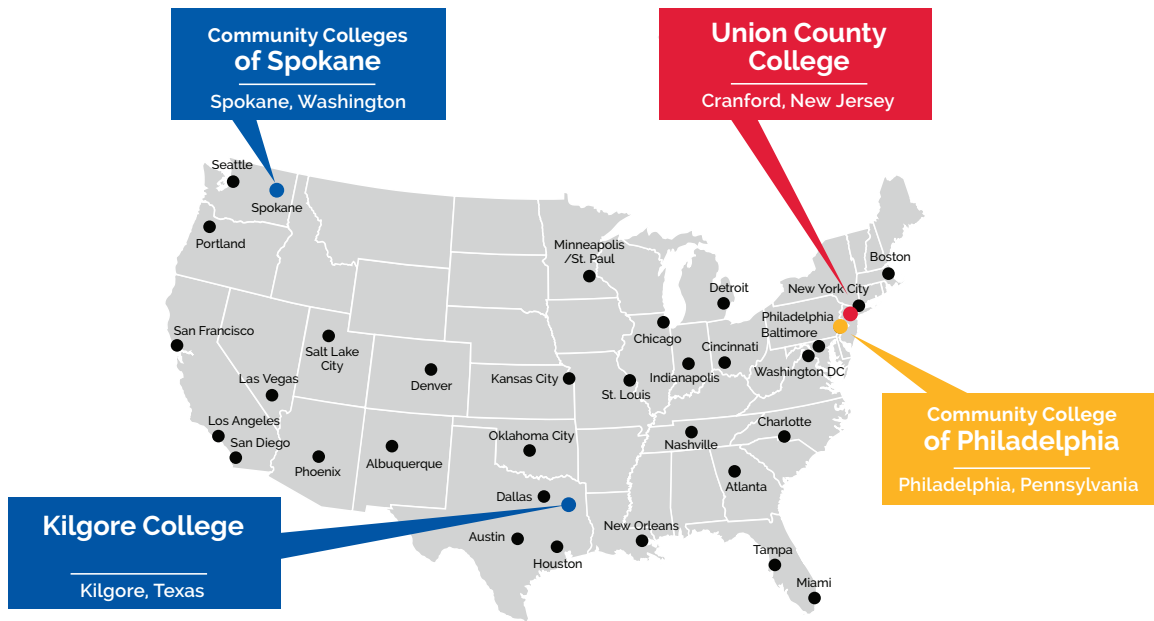 Community Colleges
of Spokane
Spokane, Washington
Union County
College
Cranford, New Jersey
Seattle
Spokane
Portland
Minneapolis
/St. Paul
Boston
Detroit
New York City
Philadelphia
Baltimore
San Francisco
Chicago
Cincinnati
Salt Lake
City
Washington DC
Indianapolis
Las Vegas
Denver
Kansas City
St. Louis
Los Angeles
San Diego
Charlotte
Community College
of Philadelphia
Philadelphia, Pennsylvania
Oklahoma City
Nashville
Albuquerque
Phoenix
Atlanta
Dallas
Kilgore College
Kilgore, Texas
New Orleans
Austin
Houston
Tampa
Miami